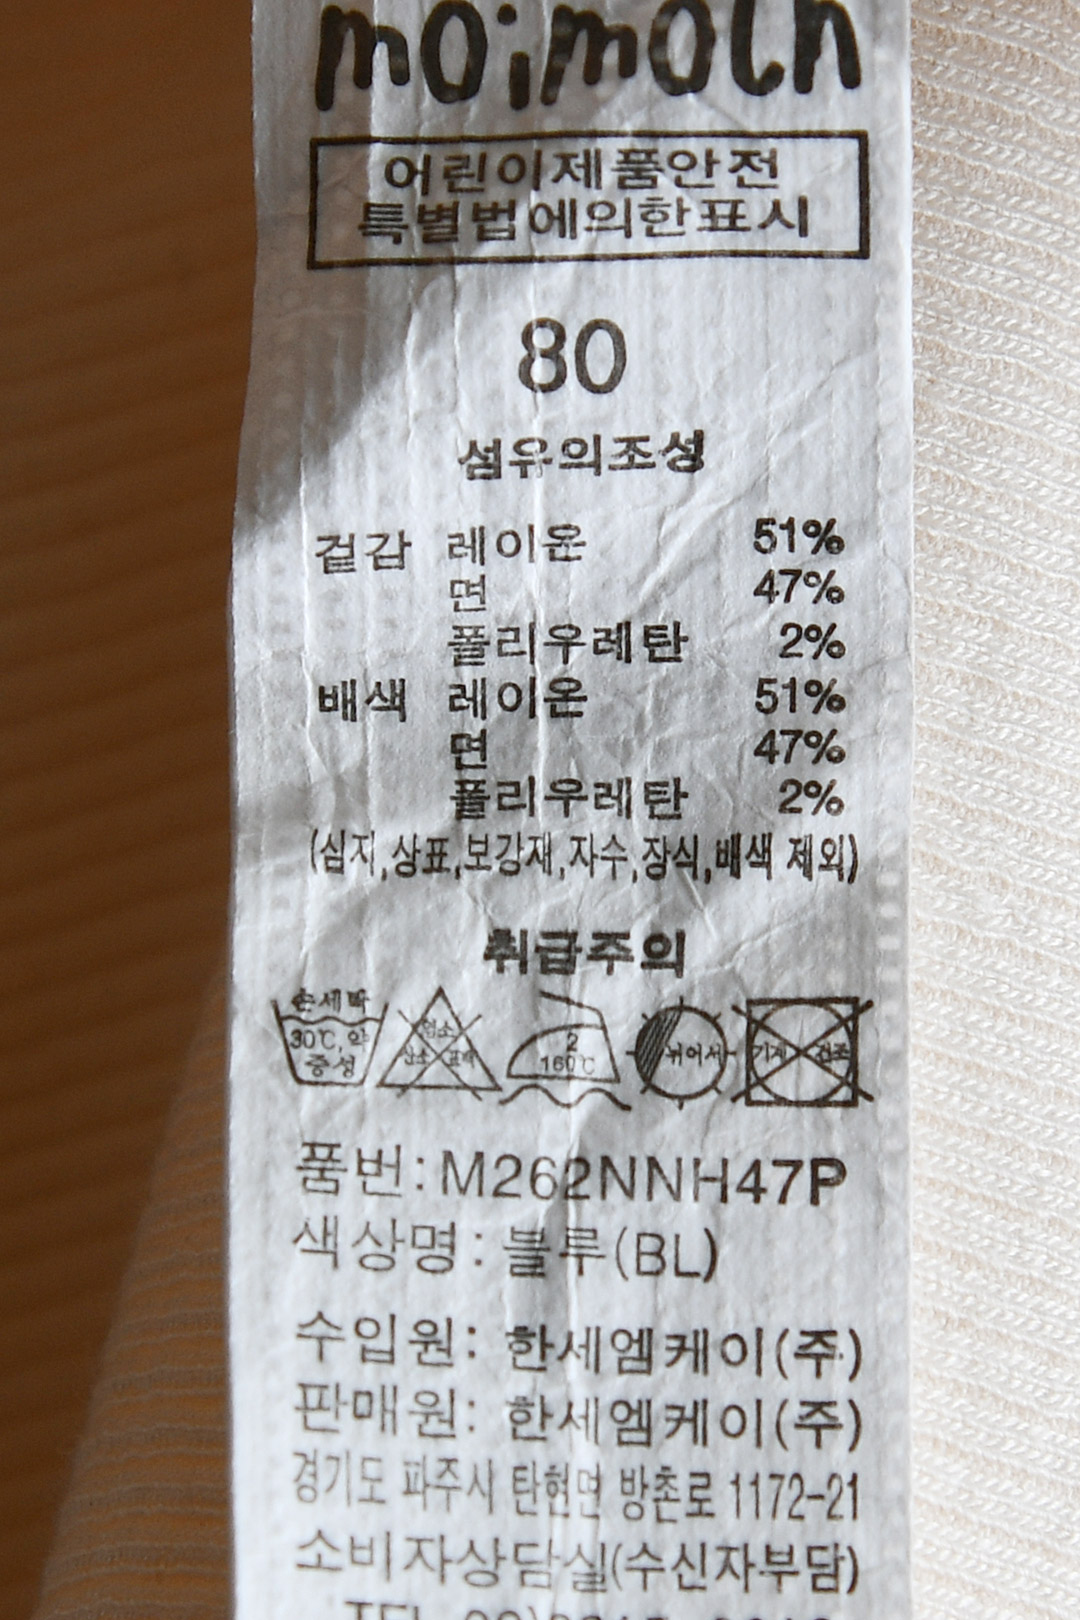 moimoln
어린이제품안전
특별법에의한표시
80
섬유의조성
겉감 레이온 51%
면 47%
폴리우레탄 2%
배색 레이온 51%
면 47%
폴리우레탄 2%
(심지,상표,보강재,자수,장식,배색 제외)
취급주의
손세탁
30℃, 약
중성
염소
산소 표백
2
160℃
뉘어서
기계 건조
품번:M262NNH47P
색상명: 블루(BL)
수입원: 한세엠케이(주)
판매원: 한세엠케이(주)
경기도 파주시 탄현면 방촌로 1172-21
소비자상담실(수신자부담)